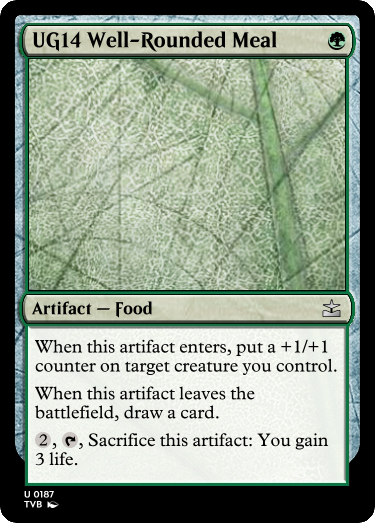 UG14 Well-Rounded Meal
Artifact — Food
When this artifact enters, put a +1/+1
counter on target creature you control.
When this artifact leaves the
battlefield, draw a card.
2, , Sacrifice this artifact: You gain
3 life.
U 0187
TVB